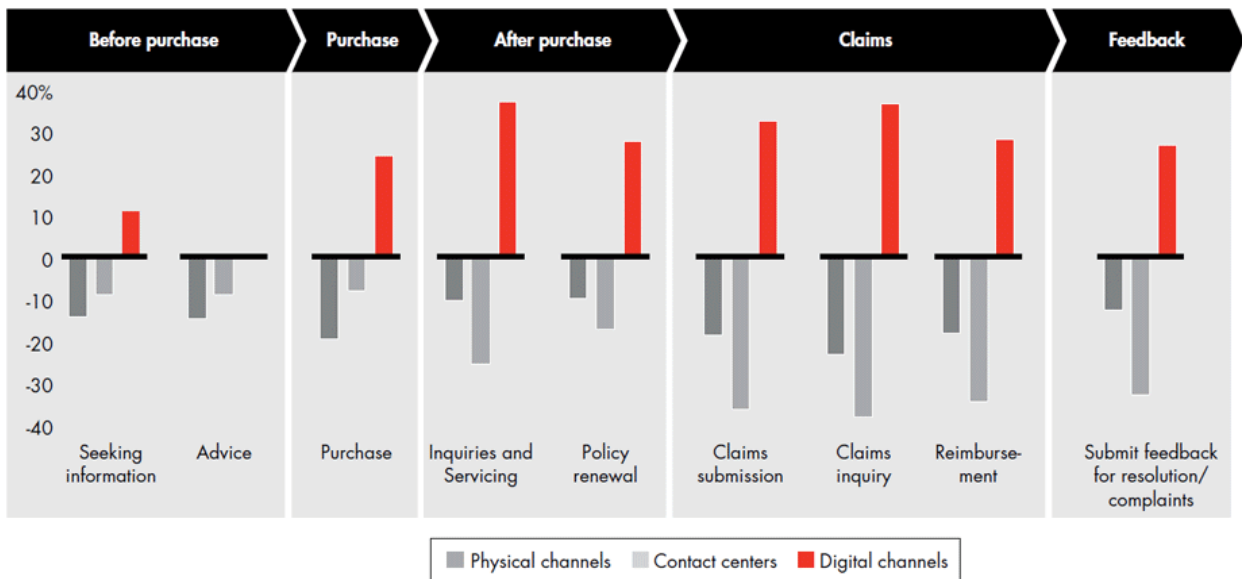 Before purchase
Purchase
After purchase
Claims
Feedback
40%
30
20
10
0
-10
-20
-30
-40
Seeking
information
Advice
Purchase
Inquiries and
Servicing
Policy
renewal
Claims
submission
Claims
inquiry
Reimburse-
ment
Submit feedback
for resolution/
complaints
Physical channels
Contact centers
Digital channels